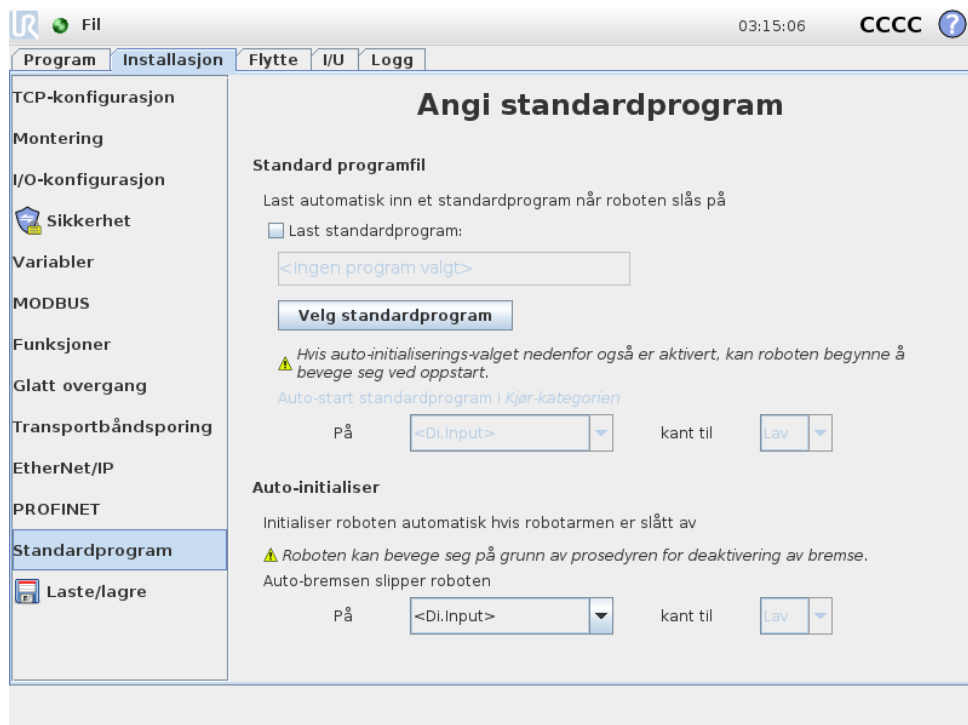 UR Fil 03:15:06 CCCC ?
Program Installasjon Flytte I/U Logg
TCP-konfigurasjon
Montering
I/O-konfigurasjon
Sikkerhet
Variabler
MODBUS
Funksjoner
Glatt overgang
Transportbåndsporing
EtherNet/IP
PROFINET
Standardprogram
Laste/lagre
Angi standardprogram
Standard programfil
Last automatisk inn et standardprogram når roboten slås på
Last standardprogram:
<Ingen program valgt>
Velg standardprogram
Hvis auto-initialiserings-valget nedenfor også er aktivert, kan roboten begynne å
bevege seg ved oppstart.
Auto-start standardprogram i Kjør-kategorien
På <Di.Input> kant til Lav
Auto-initialiser
Initialiser roboten automatisk hvis robotarmen er slått av
Roboten kan bevege seg på grunn av prosedyren for deaktivering av bremse.
Auto-bremsen slipper roboten
På <Di.Input> kant til Lav